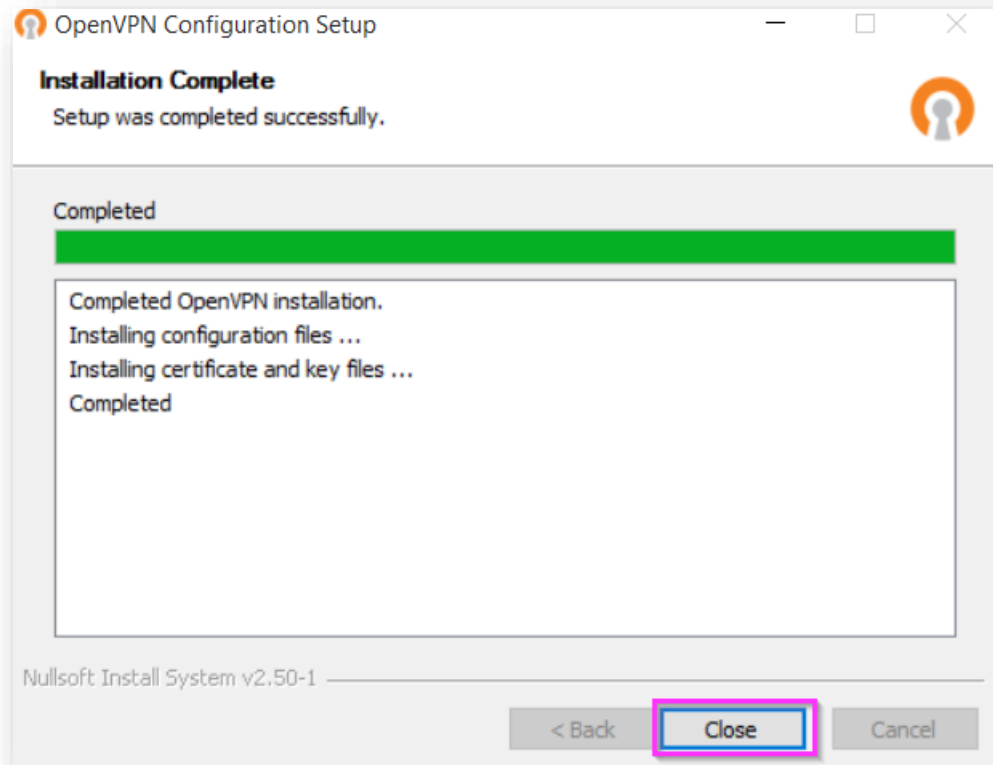 OpenVPN Configuration Setup
Installation Complete
Setup was completed successfully.
Completed
Completed OpenVPN installation.
Installing configuration files ...
Installing certificate and key files ...
Completed
Nullsoft Install System v2.50-1
< Back
Close
Cancel